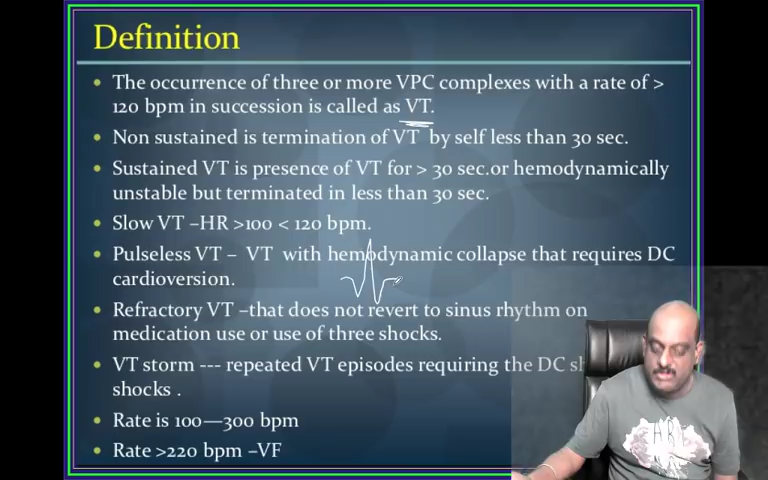 Definition
The occurrence of three or more VPC complexes with a rate of >
120 bpm in succession is called as VT.
Non sustained is termination of VT by self less than 30 sec.
Sustained VT is presence of VT for > 30 sec.or hemodynamically
unstable but terminated in less than 30 sec.
Slow VT –HR >100 < 120 bpm.
Pulseless VT – VT with hemodynamic collapse that requires DC
cardioversion.
Refractory VT –that does not revert to sinus rhythm on
medication use or use of three shocks.
VT storm --- repeated VT episodes requiring the DC sh
shocks .
Rate is 100—300 bpm
Rate >220 bpm –VF